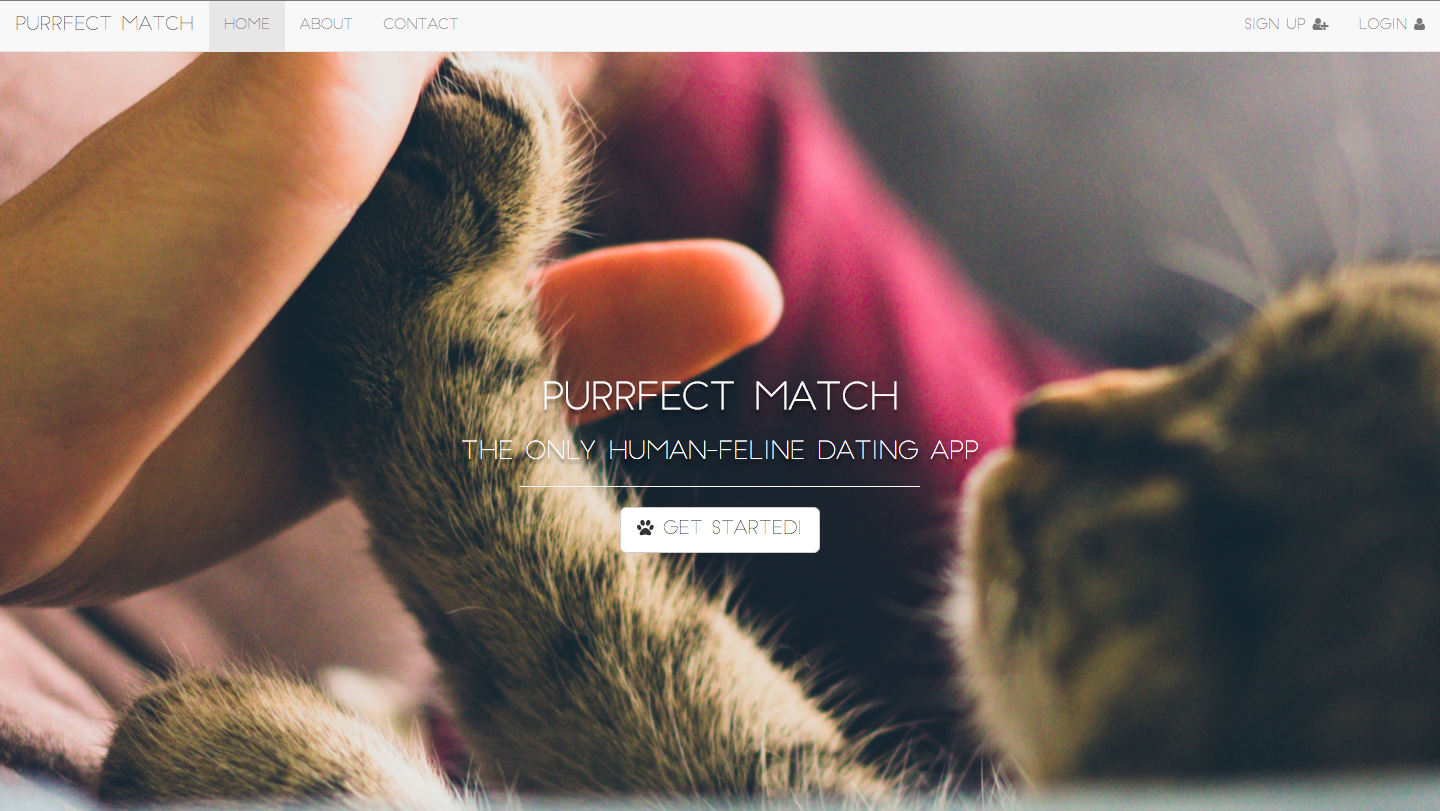 PURRFECT MATCH HOME ABOUT CONTACT SIGN UP LOGIN
PURRFECT MATCH
THE ONLY HUMAN-FELINE DATING APP
GET STARTED!